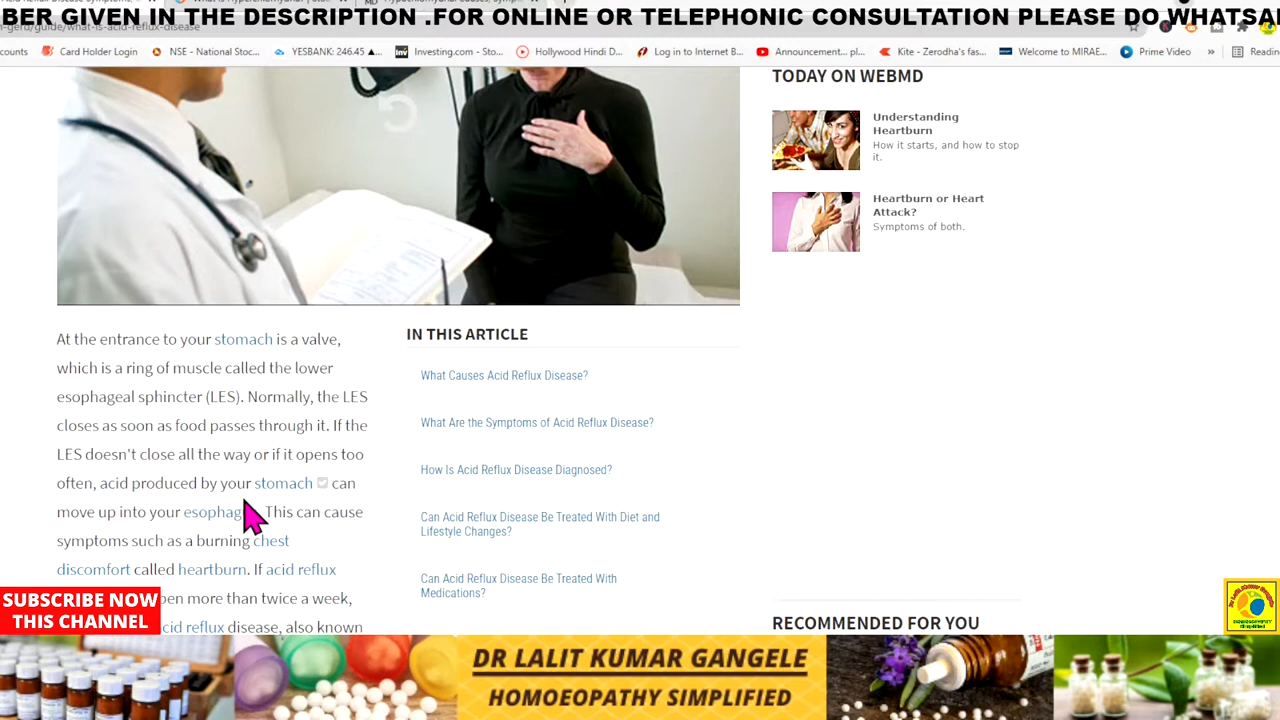 BER GIVEN IN THE DESCRIPTION .FOR ONLINE OR TELEPHONIC CONSULTATION PLEASE DO WHATSA
-gerd/guide/what-is-acid-reflux-disease
counts Card Holder Login NSE - National Stoc... YESBANK: 246.45 ▲... Investing.com - Sto... Hollywood Hindi D... Log in to Internet B... Announcement... pl... Kite - Zerodha's fas... Welcome to MIRAE... Prime Video » Readin
TODAY ON WEBMD
Understanding
Heartburn
How it starts, and how to stop
it.
Heartburn or Heart
Attack?
Symptoms of both.
At the entrance to your stomach is a valve,
which is a ring of muscle called the lower
esophageal sphincter (LES). Normally, the LES
closes as soon as food passes through it. If the
LES doesn't close all the way or if it opens too
often, acid produced by your stomach can
move up into your esophag This can cause
symptoms such as a burning chest
discomfort called heartburn. If acid reflux
pen more than twice a week,
cid reflux disease, also known
IN THIS ARTICLE
What Causes Acid Reflux Disease?
What Are the Symptoms of Acid Reflux Disease?
How Is Acid Reflux Disease Diagnosed?
Can Acid Reflux Disease Be Treated With Diet and
Lifestyle Changes?
Can Acid Reflux Disease Be Treated With
Medications?
RECOMMENDED FOR YOU
SUBSCRIBE NOW
THIS CHANNEL
DR LALIT KUMAR GANGELE
HOMOEOPATHY SIMPLIFIED